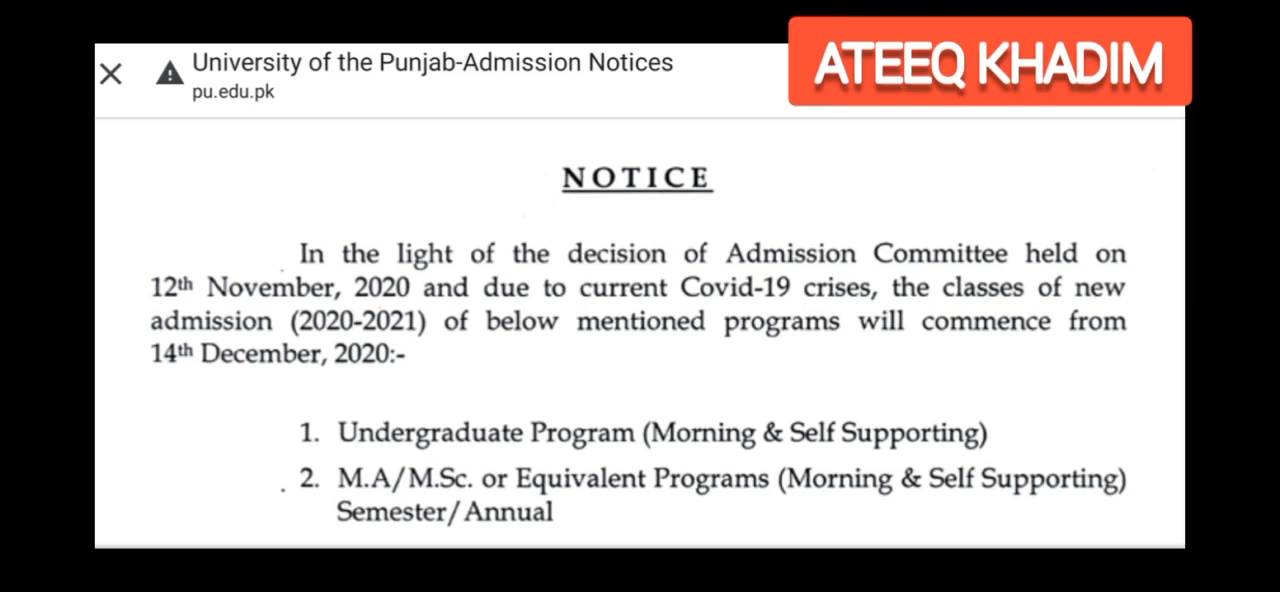 ATEEQ KHADIM
University of the Punjab-Admission Notices
pu.edu.pk
NOTICE
In the light of the decision of Admission Committee held on
12th November, 2020 and due to current Covid-19 crises, the classes of new
admission (2020-2021) of below mentioned programs will commence from
14th December, 2020:-
1. Undergraduate Program (Morning & Self Supporting)
2. M.A/M.Sc. or Equivalent Programs (Morning & Self Supporting)
Semester/Annual